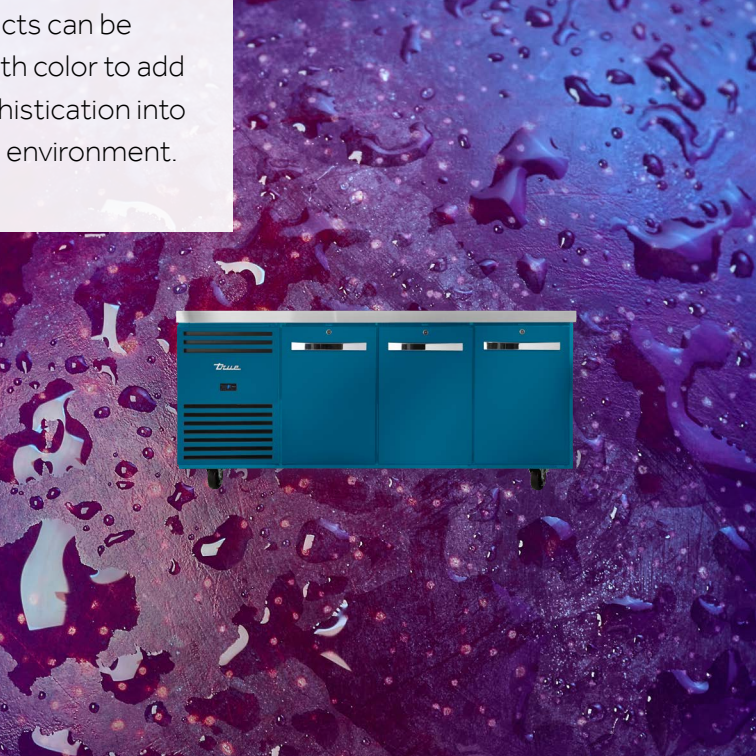 cts can be
th color to add
histication into
environment.
True